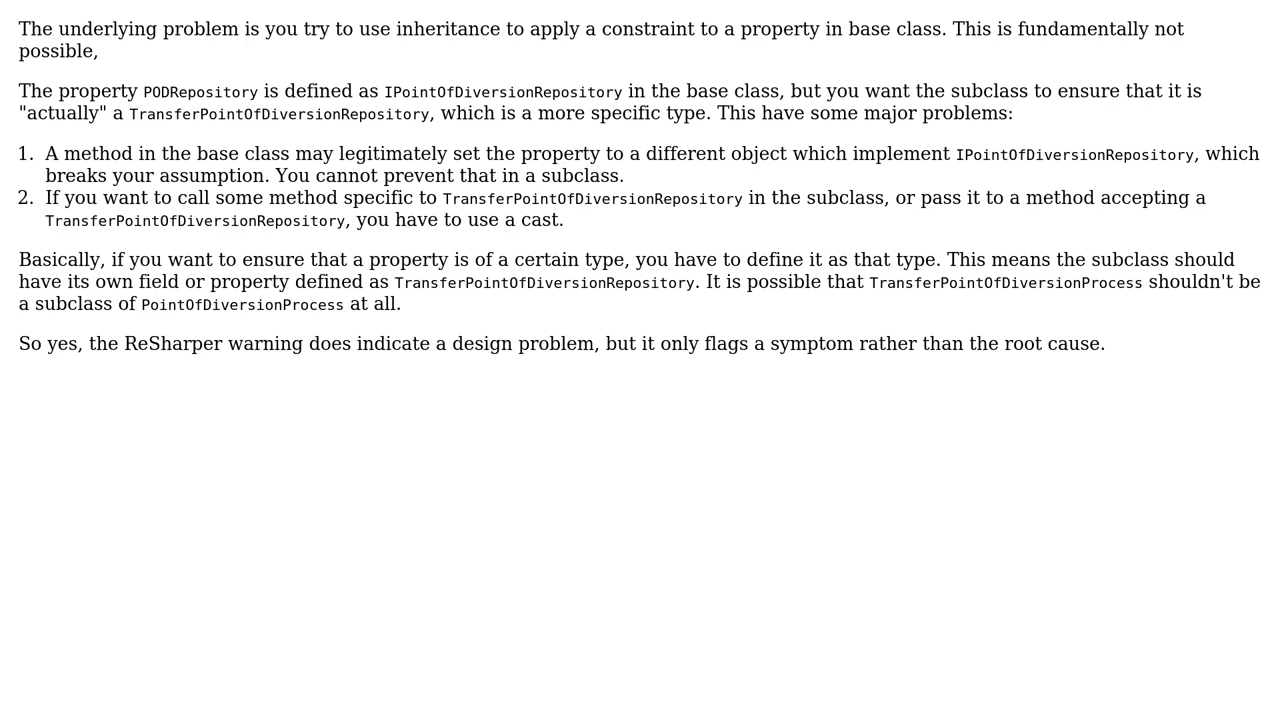 The underlying problem is you try to use inheritance to apply a constraint to a property in base class. This is fundamentally not
possible,
The property PODRepository is defined as IPointOfDiversionRepository in the base class, but you want the subclass to ensure that it is
"actually" a TransferPointOfDiversionRepository, which is a more specific type. This have some major problems:
1. A method in the base class may legitimately set the property to a different object which implement IPointOfDiversionRepository, which
breaks your assumption. You cannot prevent that in a subclass.
2. If you want to call some method specific to TransferPointOfDiversionRepository in the subclass, or pass it to a method accepting a
TransferPointOfDiversionRepository, you have to use a cast.
Basically, if you want to ensure that a property is of a certain type, you have to define it as that type. This means the subclass should
have its own field or property defined as TransferPointOfDiversionRepository. It is possible that TransferPointOfDiversionProcess shouldn't be
a subclass of PointOfDiversionProcess at all.
So yes, the ReSharper warning does indicate a design problem, but it only flags a symptom rather than the root cause.